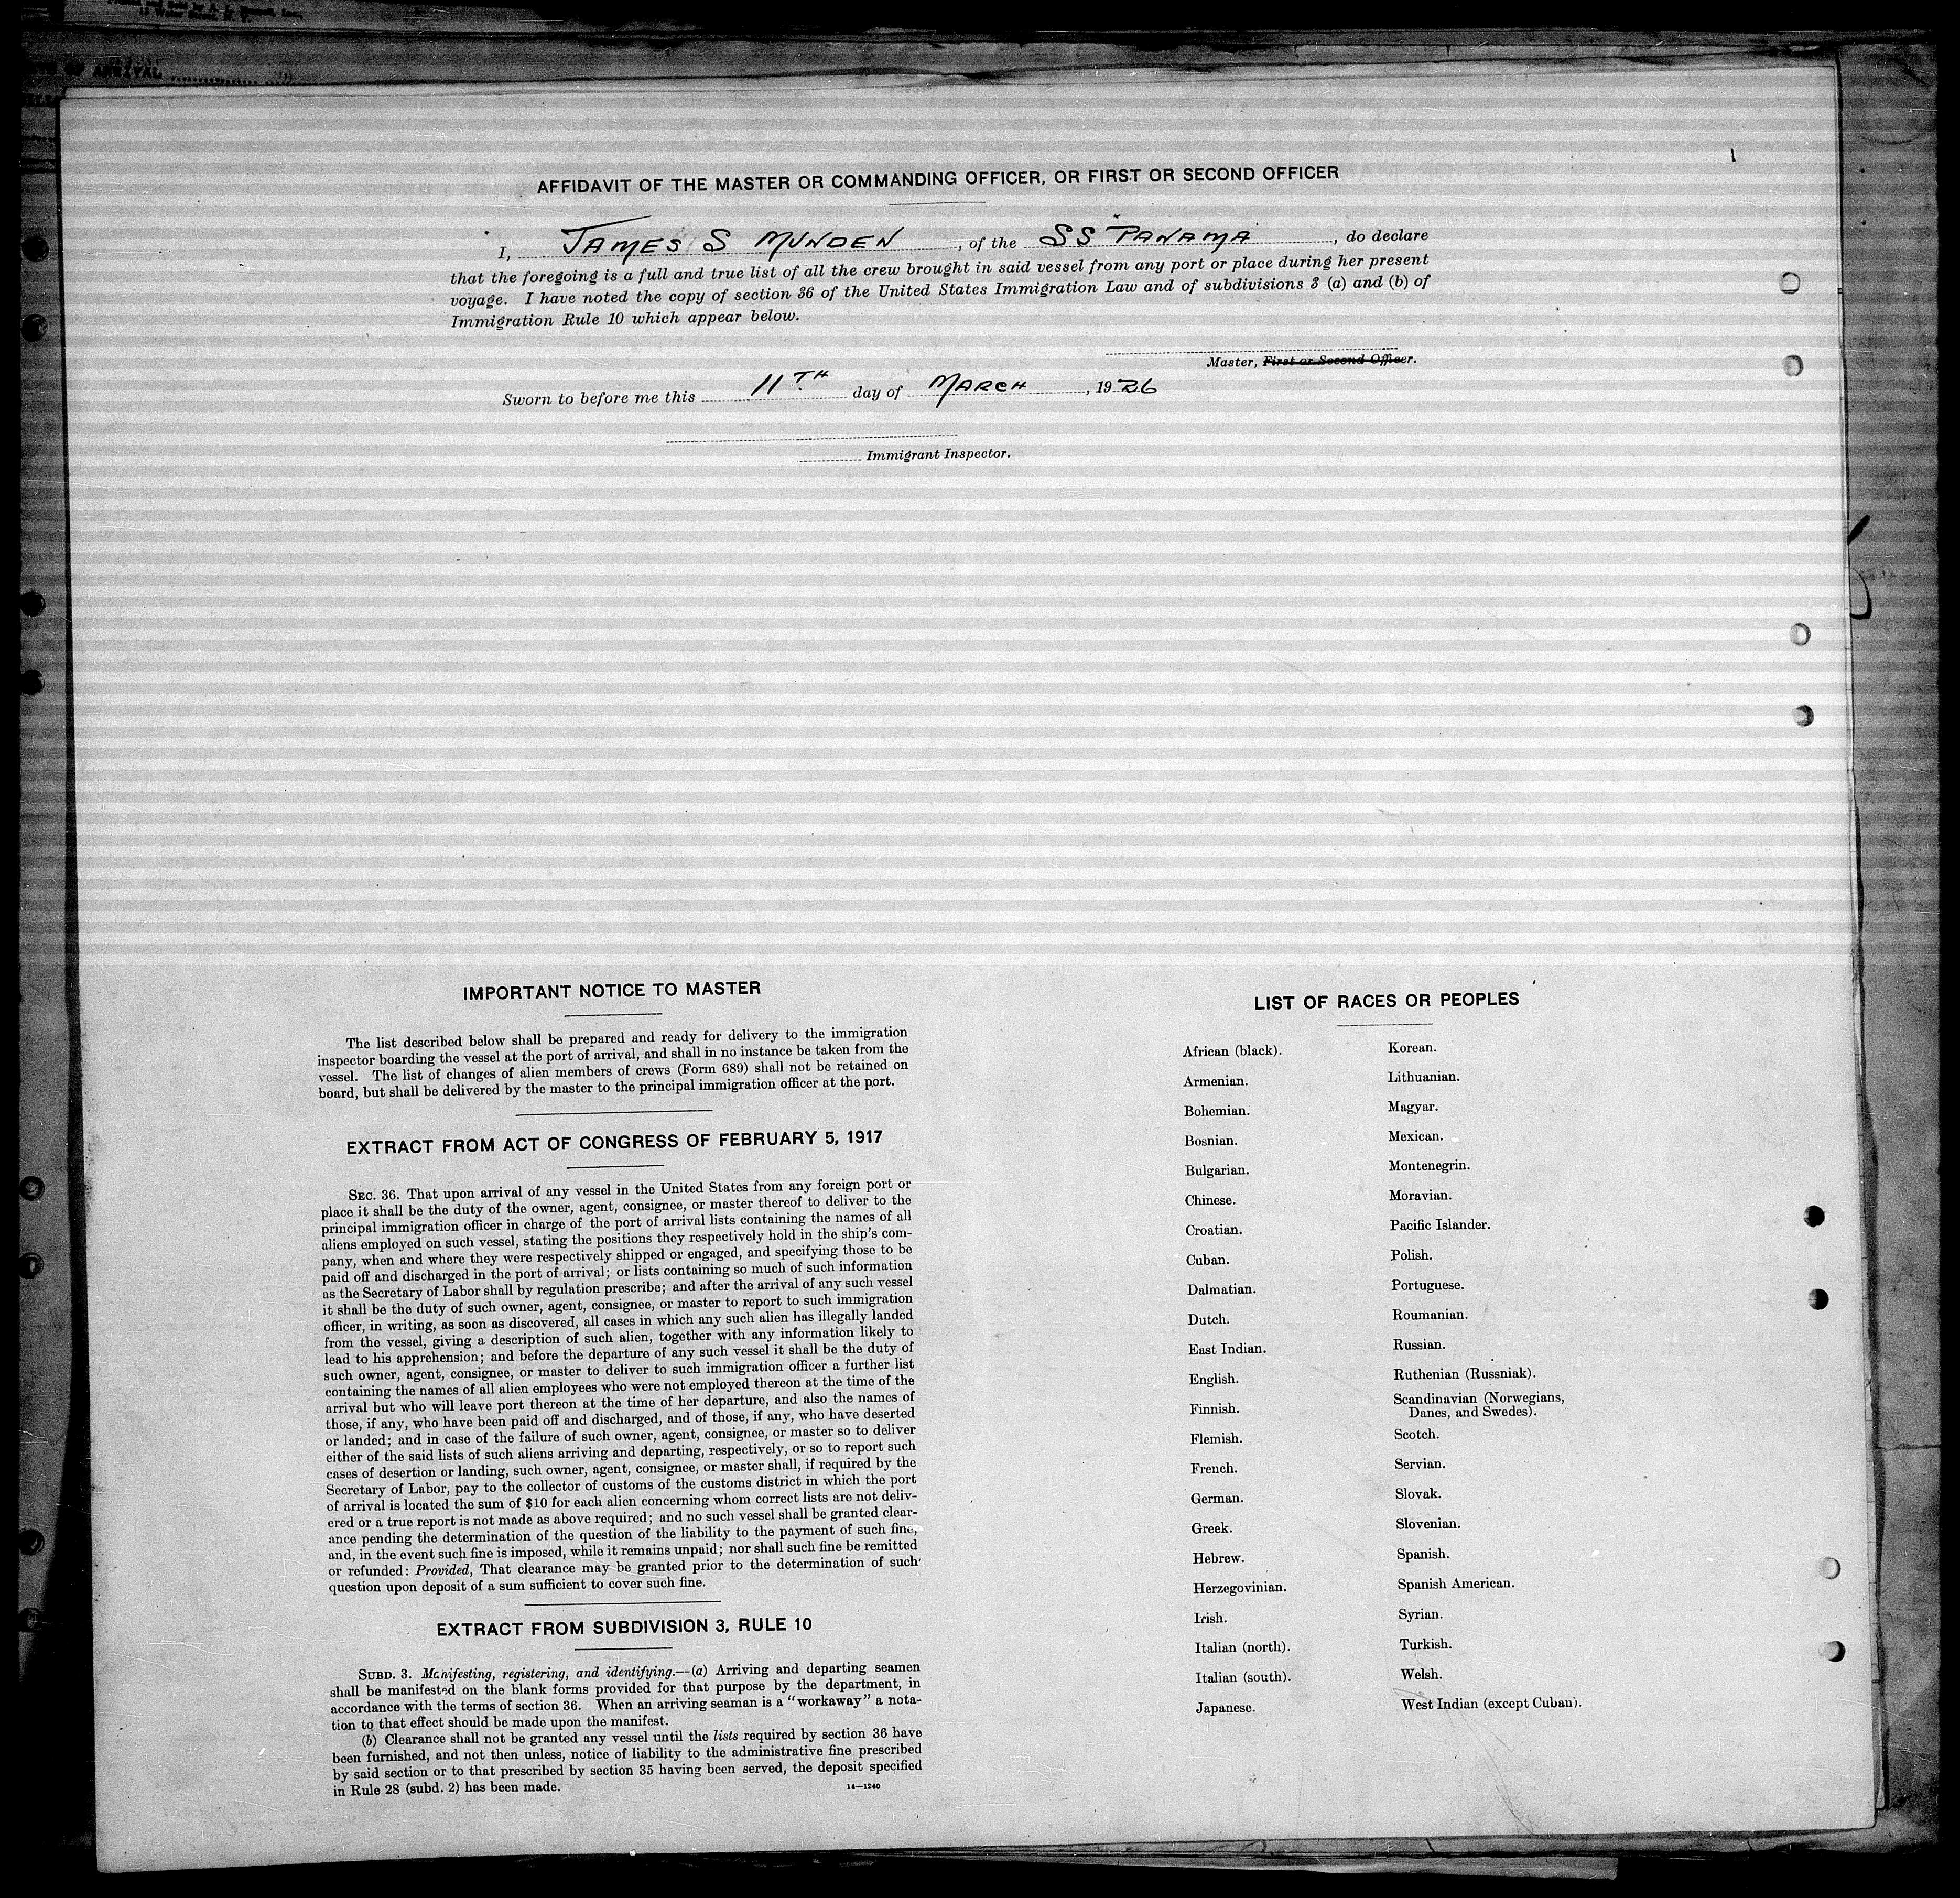 15 Water Street, N. Y.
OF ARRIVAL
AFFIDAVIT OF THE MASTER OR COMMANDING OFFICER, OR FIRST OR SECOND OFFICER
I, JAMES S MUNDEN, of the SS "PANAMA", do declare
that the foregoing is a full and true list of all the crew brought in said vessel from any port or place during her present
voyage. I have noted the copy of section 36 of the United States Immigration Law and of subdivisions 3 (a) and (b) of
Immigration Rule 10 which appear below.
Master, First or Second Officer.
Sworn to before me this 11TH day of MARCH, 1926
Immigrant Inspector.
IMPORTANT NOTICE TO MASTER
The list described below shall be prepared and ready for delivery to the immigration
inspector boarding the vessel at the port of arrival, and shall in no instance be taken from the
vessel. The list of changes of alien members of crews (Form 689) shall not be retained on
board, but shall be delivered by the master to the principal immigration officer at the port.
EXTRACT FROM ACT OF CONGRESS OF FEBRUARY 5, 1917
SEC. 36. That upon arrival of any vessel in the United States from any foreign port or
place it shall be the duty of the owner, agent, consignee, or master thereof to deliver to the
principal immigration officer in charge of the port of arrival lists containing the names of all
aliens employed on such vessel, stating the positions they respectively hold in the ship's com-
pany, when and where they were respectively shipped or engaged, and specifying those to be
paid off and discharged in the port of arrival; or lists containing so much of such information
as the Secretary of Labor shall by regulation prescribe; and after the arrival of any such vessel
it shall be the duty of such owner, agent, consignee, or master to report to such immigration
officer, in writing, as soon as discovered, all cases in which any such alien has illegally landed
from the vessel, giving a description of such alien, together with any information likely to
lead to his apprehension; and before the departure of any such vessel it shall be the duty of
such owner, agent, consignee, or master to deliver to such immigration officer a further list
containing the names of all alien employees who were not employed thereon at the time of the
arrival but who will leave port thereon at the time of her departure, and also the names of
those, if any, who have been paid off and discharged, and of those, if any, who have deserted
or landed; and in case of the failure of such owner, agent, consignee, or master so to deliver
either of the said lists of such aliens arriving and departing, respectively, or so to report such
cases of desertion or landing, such owner, agent, consignee, or master shall, if required by the
Secretary of Labor, pay to the collector of customs of the customs district in which the port
of arrival is located the sum of $10 for each alien concerning whom correct lists are not deliv-
ered or a true report is not made as above required; and no such vessel shall be granted clear-
ance pending the determination of the question of the liability to the payment of such fine,
and, in the event such fine is imposed, while it remains unpaid; nor shall such fine be remitted
or refunded: Provided, That clearance may be granted prior to the determination of such
question upon deposit of a sum sufficient to cover such fine.
EXTRACT FROM SUBDIVISION 3, RULE 10
SUBD. 3. Manifesting, registering, and identifying.—(a) Arriving and departing seamen
shall be manifested on the blank forms provided for that purpose by the department, in
accordance with the terms of section 36. When an arriving seaman is a "workaway" a nota-
tion to that effect should be made upon the manifest.
(b) Clearance shall not be granted any vessel until the lists required by section 36 have
been furnished, and not then unless, notice of liability to the administrative fine prescribed
by said section or to that prescribed by section 35 having been served, the deposit specified
in Rule 28 (subd. 2) has been made.
14—1240
LIST OF RACES OR PEOPLES
African (black).
Armenian.
Bohemian.
Bosnian.
Bulgarian.
Chinese.
Croatian.
Cuban.
Dalmatian.
Dutch.
East Indian.
English.
Finnish.
Flemish.
French.
German.
Greek.
Hebrew.
Herzegovinian.
Irish.
Italian (north).
Italian (south).
Japanese.
Korean.
Lithuanian.
Magyar.
Mexican.
Montenegrin.
Moravian.
Pacific Islander.
Polish.
Portuguese.
Roumanian.
Russian.
Ruthenian (Russniak).
Scandinavian (Norwegians,
Danes, and Swedes).
Scotch.
Servian.
Slovak.
Slovenian.
Spanish.
Spanish American.
Syrian.
Turkish.
Welsh.
West Indian (except Cuban).